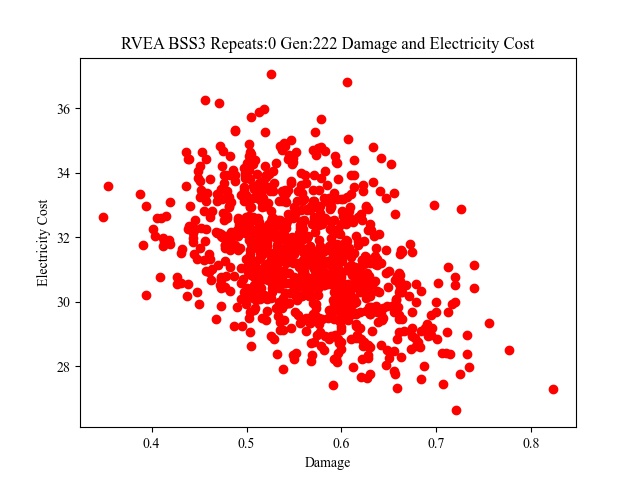 RVEA BSS3 Repeats:0 Gen:222 Damage and Electricity Cost
36
34
32
30
28
Electricity Cost
0.4 0.5 0.6 0.7 0.8
Damage